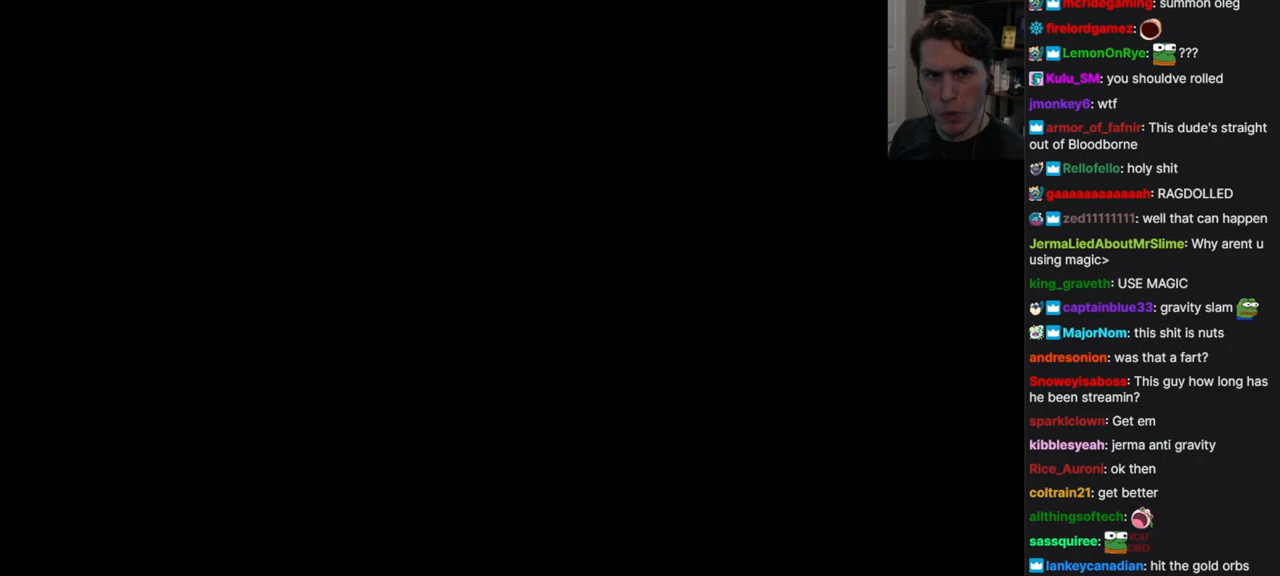 mcridegaming: summon oleg
firelordgamez:
LemonOnRye: ???
Kulu_SM: you shouldve rolled
jmonkey6: wtf
armor_of_fafnir: This dude's straight
out of Bloodborne
Rellofello: holy shit
gaaaaaaaaaaaah: RAGDOLLED
zed11111111: well that can happen
JermaLiedAboutMrSlime: Why arent u
using magic>
king_graveth: USE MAGIC
captainblue33: gravity slam
MajorNom: this shit is nuts
andresonion: was that a fart?
Snoweyisaboss: This guy how long has
he been streamin?
sparklclown: Get em
kibblesyeah: jerma anti gravity
Rice_Auroni: ok then
coltrain21: get better
allthingsoftech:
sassquiree: YOU DIED
lankeycanadian: hit the gold orbs